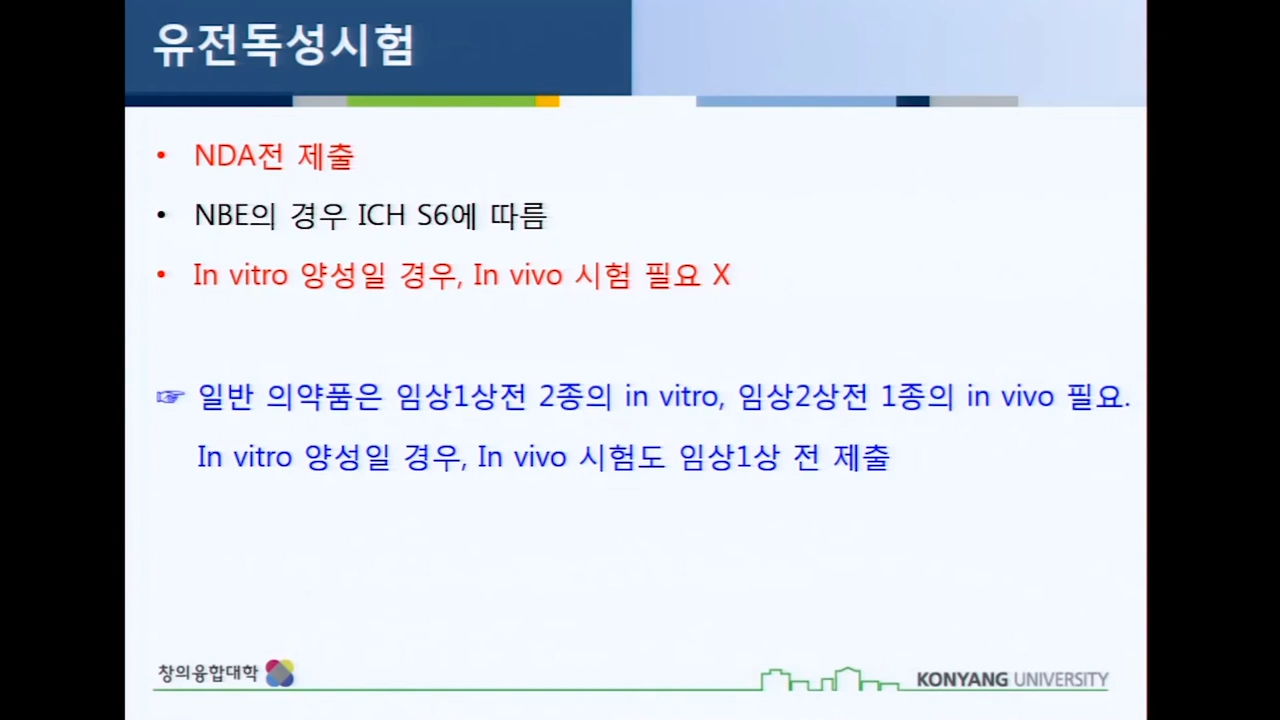 유전독성시험
• NDA전 제출
• NBE의 경우 ICH S6에 따름
• In vitro 양성일 경우, In vivo 시험 필요 X
☞ 일반 의약품은 임상1상전 2종의 in vitro, 임상2상전 1종의 in vivo 필요.
In vitro 양성일 경우, In vivo 시험도 임상1상 전 제출
창의융합대학
KONYANG UNIVERSITY